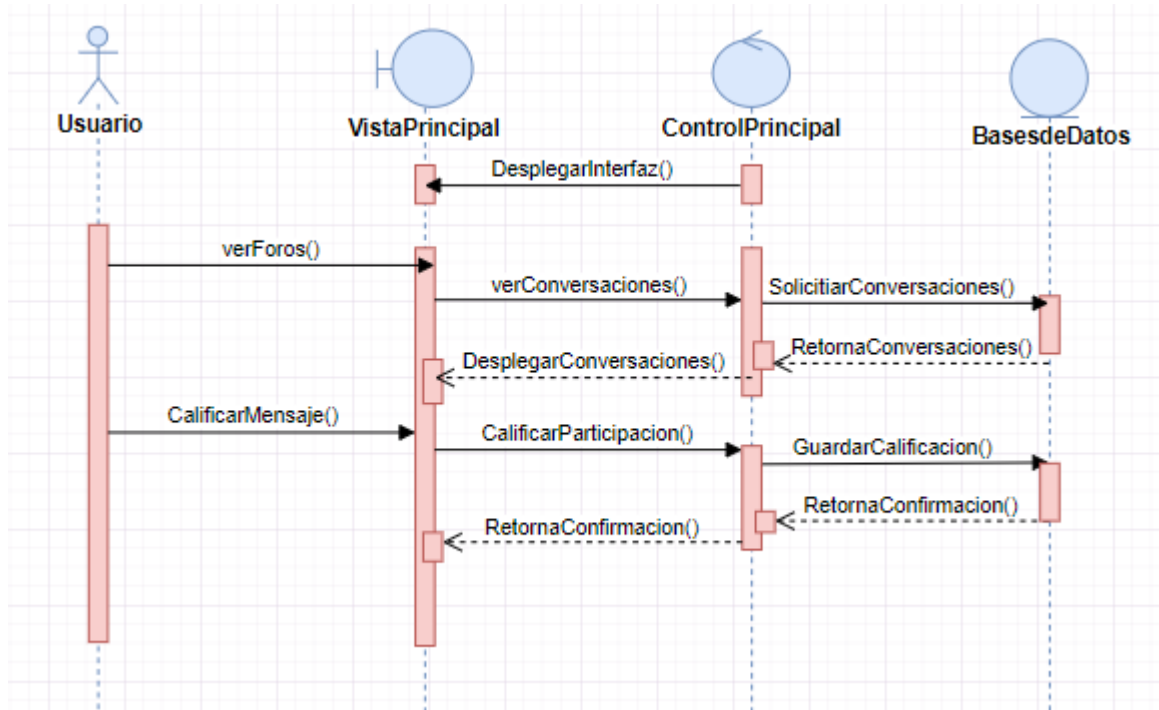 Usuario
VistaPrincipal
ControlPrincipal
BasesdeDatos
DesplegarInterfaz()
verForos()
verConversaciones()
SolicitiarConversaciones()
RetornaConversaciones()
DesplegarConversaciones()
CalificarMensaje()
CalificarParticipacion()
GuardarCalificacion()
RetornaConfirmacion()
RetornaConfirmacion()